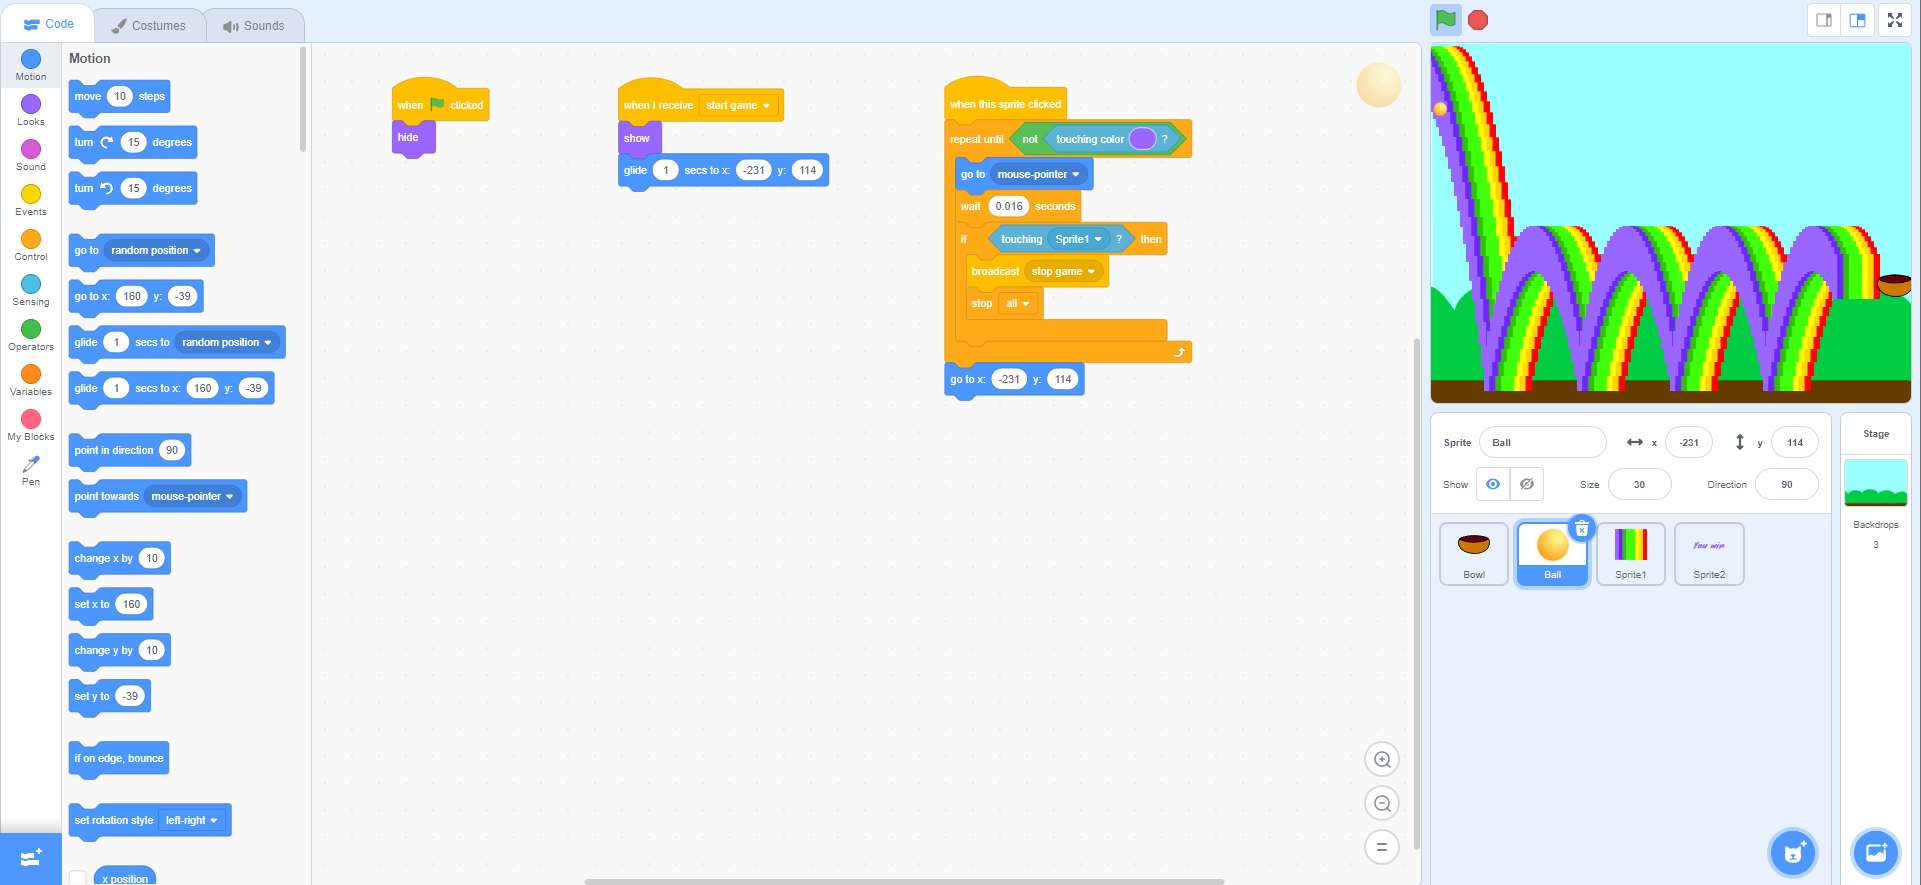 Code
Costumes
Sounds
Motion
Looks
Sound
Events
Control
Sensing
Operators
Variables
My Blocks
Pen
Motion
move 10 steps
turn 15 degrees
turn 15 degrees
go to random position
go to x: 160 y: -39
glide 1 secs to random position
glide 1 secs to x: 160 y: -39
point in direction 90
point towards mouse-pointer
change x by 10
set x to 160
change y by 10
set y to -39
if on edge, bounce
set rotation style left-right
x position
when clicked
hide
when I receive start game
show
glide 1 secs to x: -231 y: 114
when this sprite clicked
repeat until not touching color ?
go to mouse-pointer
wait 0.016 seconds
if touching Sprite1 ? then
broadcast stop game
stop all
go to x: -231 y: 114
Sprite Ball x -231 y 114
Show Size 30 Direction 90
Bowl
Ball
Sprite1
You win
Sprite2
Stage
Backdrops
3